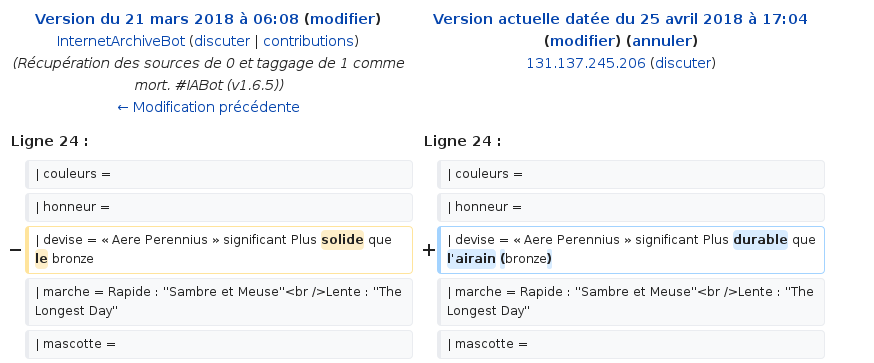 Version du 21 mars 2018 à 06:08 (modifier)
InternetArchiveBot (discuter | contributions)
(Récupération des sources de 0 et taggage de 1 comme
mort. #IABot (v1.6.5))
← Modification précédente
Version actuelle datée du 25 avril 2018 à 17:04
(modifier) (annuler)
131.137.245.206 (discuter)
Ligne 24 :
Ligne 24 :
| couleurs =
| couleurs =
| honneur =
| honneur =
− | devise = « Aere Perennius » significant Plus solide que
le bronze
+ | devise = « Aere Perennius » significant Plus durable que
l'airain (bronze)
| marche = Rapide : "Sambre et Meuse"<br />Lente : "The
Longest Day"
| marche = Rapide : "Sambre et Meuse"<br />Lente : "The
Longest Day"
| mascotte =
| mascotte =